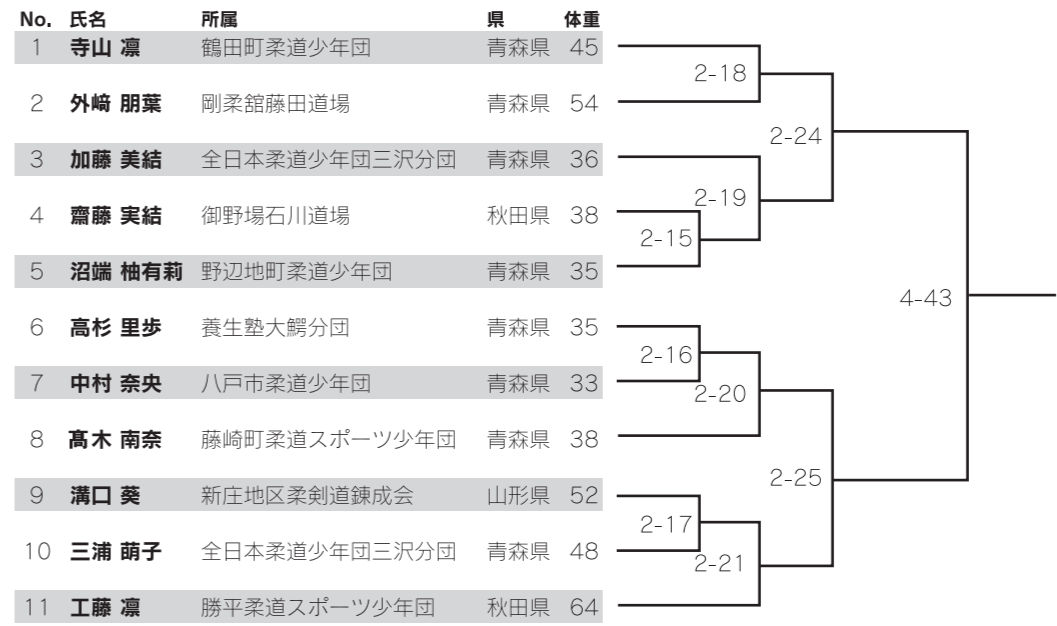 No. 氏名 所属 県 体重
1 寺山 凛 鶴田町柔道少年団 青森県 45
2-18
2 外﨑 朋葉 剛柔舘藤田道場 青森県 54
2-24
3 加藤 美結 全日本柔道少年団三沢分団 青森県 36
2-19
4 齋藤 実結 御野場石川道場 秋田県 38
2-15
5 沼端 柚有莉 野辺地町柔道少年団 青森県 35
4-43
6 高杉 里歩 養生塾大鰐分団 青森県 35
2-16
7 中村 奈央 八戸市柔道少年団 青森県 33
2-20
8 髙木 南奈 藤崎町柔道スポーツ少年団 青森県 38
2-25
9 溝口 葵 新庄地区柔剣道錬成会 山形県 52
2-17
10 三浦 萌子 全日本柔道少年団三沢分団 青森県 48
2-21
11 工藤 凛 勝平柔道スポーツ少年団 秋田県 64